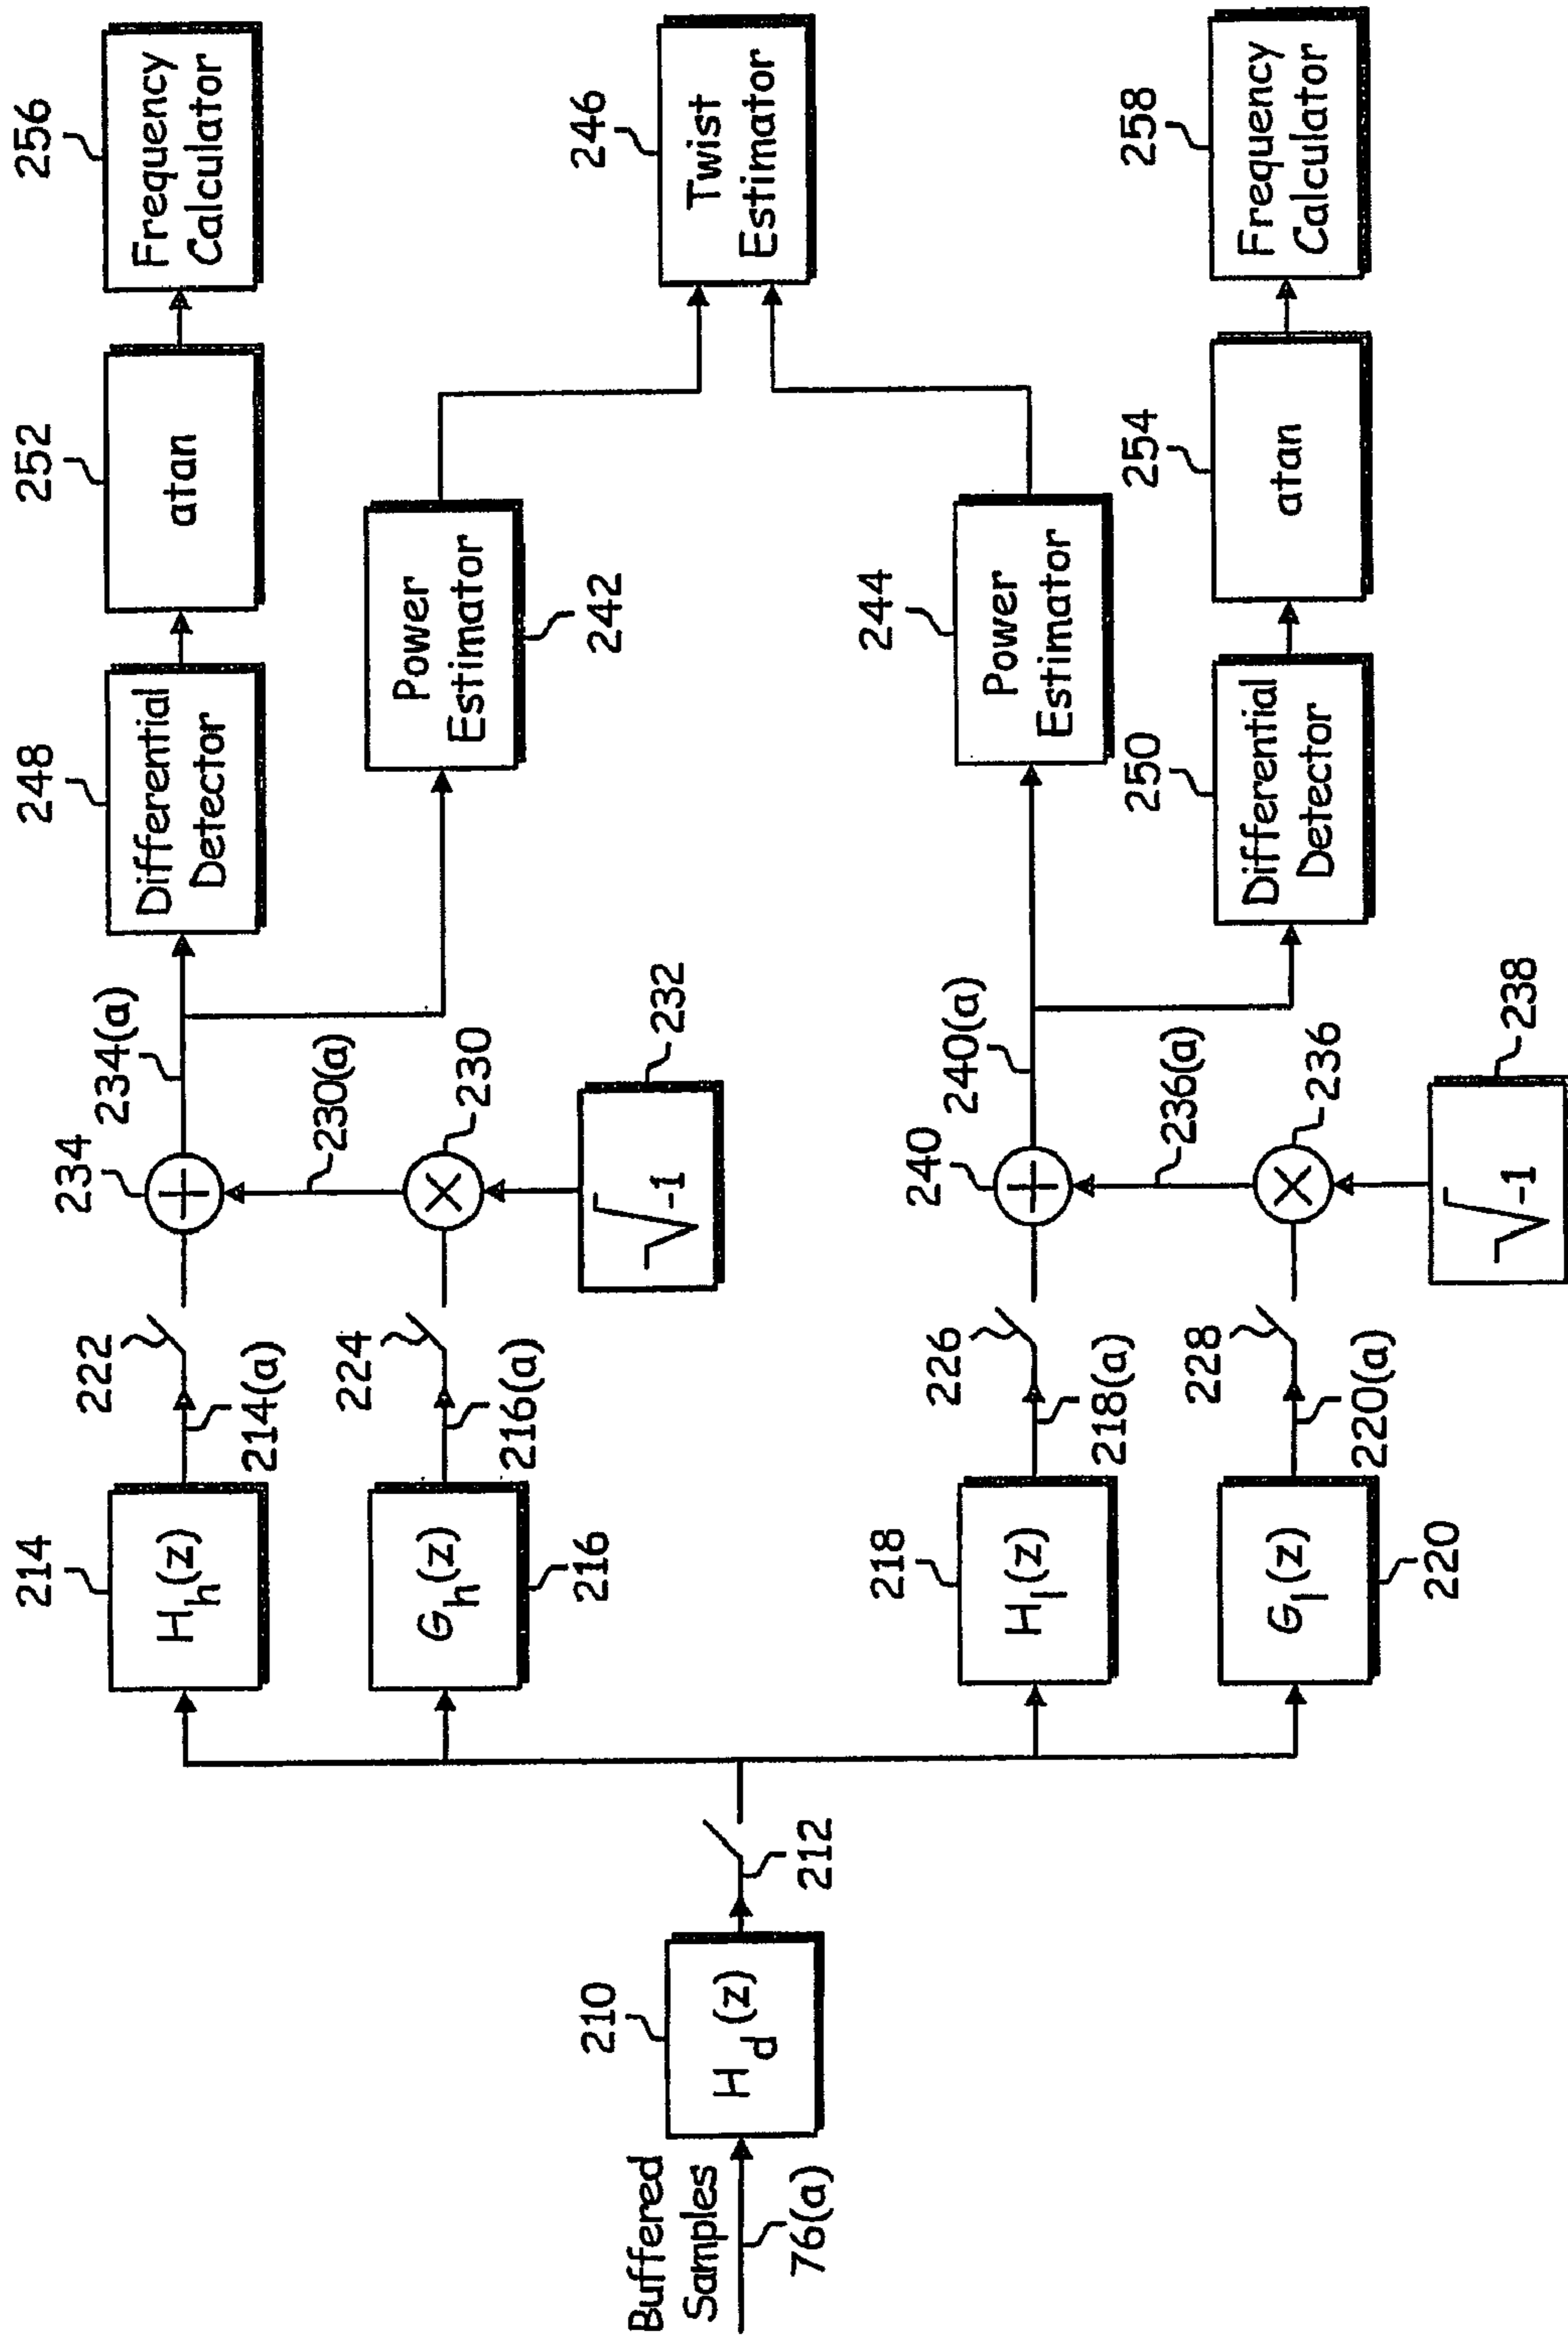 Buffered
Samples
76(a)
210
H_d(z)
212
214
H_h(z)
214(a)
222
216
G_h(z)
216(a)
224
218
H_l(z)
218(a)
226
220
G_l(z)
220(a)
228
234
+
234(a)
230(a)
×
230
√-1
232
240
+
240(a)
236(a)
×
236
√-1
238
248
Differential
Detector
252
atan
256
Frequency
Calculator
Power
Estimator
242
246
Twist
Estimator
244
Power
Estimator
250
Differential
Detector
254
atan
258
Frequency
Calculator